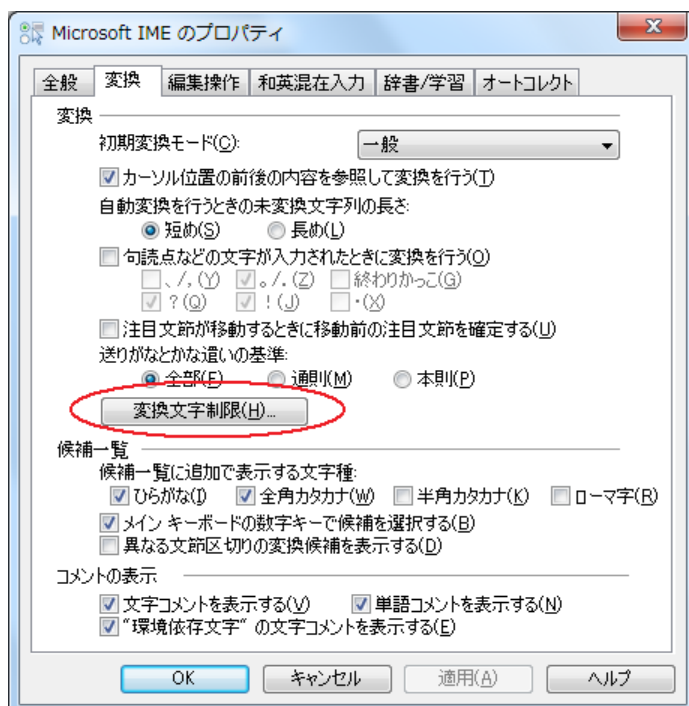 Microsoft IME のプロパティ
全般 変換 編集操作 和英混在入力 辞書/学習 オートコレクト
変換
初期変換モード(C): 一般
カーソル位置の前後の内容を参照して変換を行う(T)
自動変換を行うときの未変換文字列の長さ:
短め(S) 長め(L)
句読点などの文字が入力されたときに変換を行う(O)
、/,(Y) 。/.(Z) 終わりかっこ(G)
?(Q) !(J) ・(X)
注目文節が移動するときに移動前の注目文節を確定する(U)
送りがなとかな遣いの基準:
全部(F) 通則(M) 本則(P)
変換文字制限(H)...
候補一覧
候補一覧に追加で表示する文字種:
ひらがな(I) 全角カタカナ(W) 半角カタカナ(K) ローマ字(R)
メイン キーボードの数字キーで候補を選択する(B)
異なる文節区切りの変換候補を表示する(D)
コメントの表示
文字コメントを表示する(V) 単語コメントを表示する(N)
"環境依存文字" の文字コメントを表示する(E)
OK キャンセル 適用(A) ヘルプ